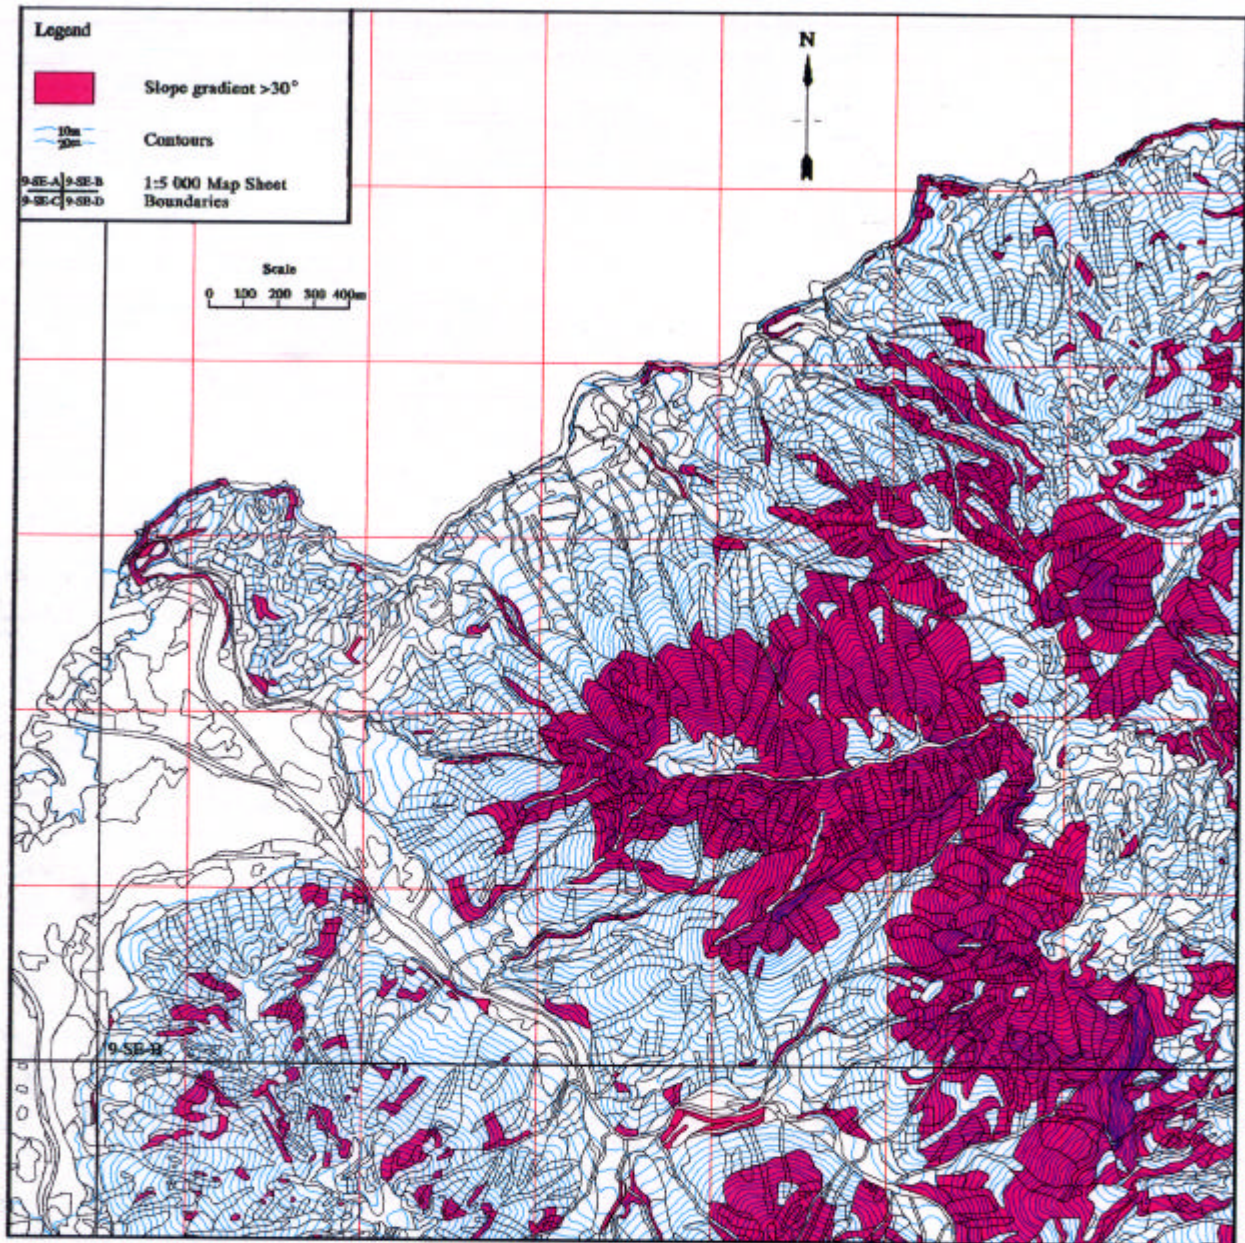 Legend
Slope gradient >30°
10m
20m
Contours
9-SE-A 9-SE-B
9-SE-C 9-SE-D
1:5 000 Map Sheet
Boundaries
N
Scale
0 100 200 300 400m
9-SE-B